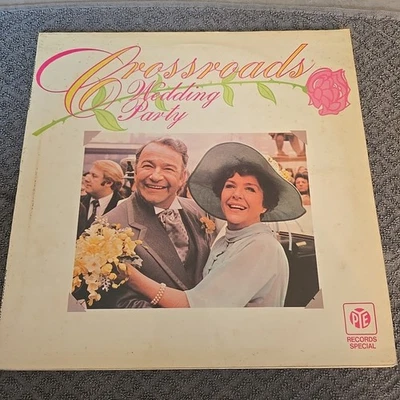 Crossroads
Wedding
Party
PYE
RECORDS
SPECIAL